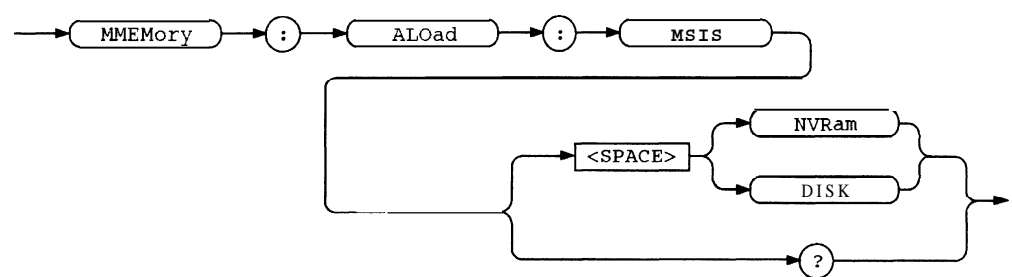 MMEMory : ALOad : MSIS
NVRam
<SPACE>
DISK
?